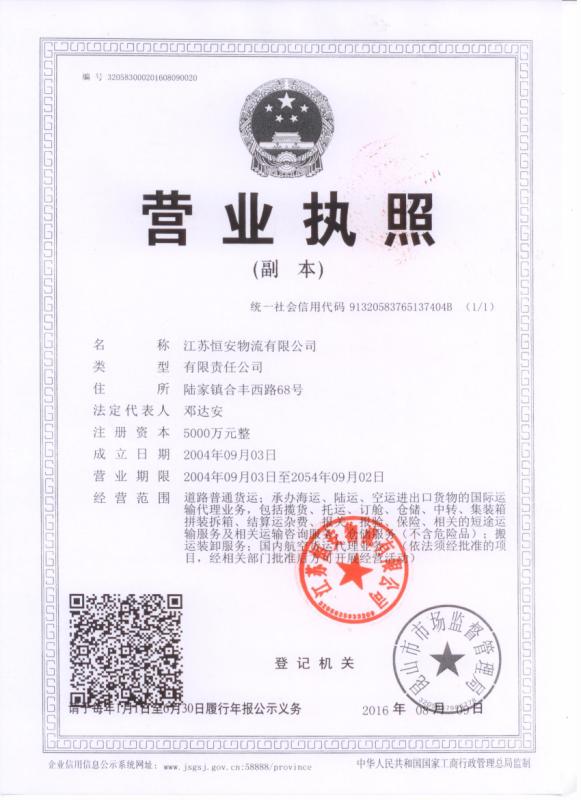 编 号 320583000201608090020
营业执照
(副 本)
统一社会信用代码 91320583765137404B (1/1)
名 称 江苏恒安物流有限公司
类 型 有限责任公司
住 所 陆家镇合丰西路68号
法定代表人 邓达安
注册资本 5000万元整
成立日期 2004年09月03日
营业期限 2004年09月03日至2054年09月02日
经营范围 道路普通货运；承办海运、陆运、空运进出口货物的国际运
输代理业务，包括揽货、托运、订舱、仓储、中转、集装箱
拼装拆箱、结算运杂费、报关、报验、保险、相关的短途运
输服务及相关运输咨询服务；仓储服务（不含危险品）；搬
运装卸服务；国内航空货运代理业务。（依法须经批准的项
目，经相关部门批准后方可开展经营活动）
江苏恒安物流有限公司
登记机关
昆山市市场监督管理局
请于每年1月1日至6月30日履行年报公示义务
2016 年 08月 09日
企业信用信息公示系统网址： www.jsgsj.gov.cn:58888/province
中华人民共和国国家工商行政管理总局监制